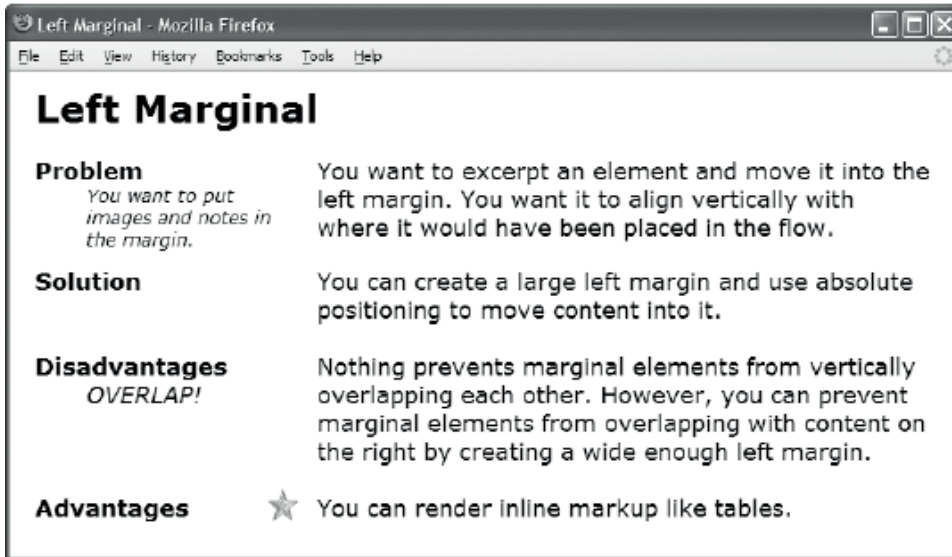 Left Marginal - Mozilla Firefox
File Edit View History Bookmarks Tools Help
Left Marginal
Problem
You want to put
images and notes in
the margin.
You want to excerpt an element and move it into the
left margin. You want it to align vertically with
where it would have been placed in the flow.
Solution
You can create a large left margin and use absolute
positioning to move content into it.
Disadvantages
OVERLAP!
Nothing prevents marginal elements from vertically
overlapping each other. However, you can prevent
marginal elements from overlapping with content on
the right by creating a wide enough left margin.
Advantages
You can render inline markup like tables.